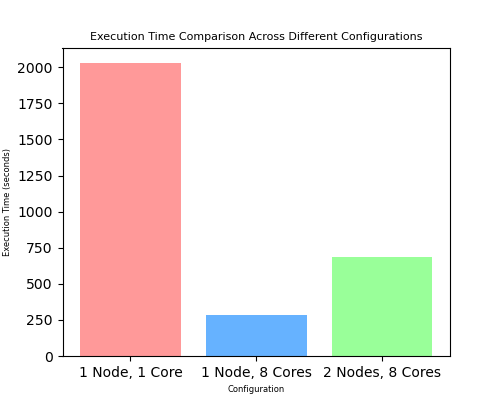 Execution Time Comparison Across Different Configurations
Execution Time (seconds)
2000
1750
1500
1250
1000
750
500
250
0
1 Node, 1 Core
1 Node, 8 Cores
2 Nodes, 8 Cores
Configuration